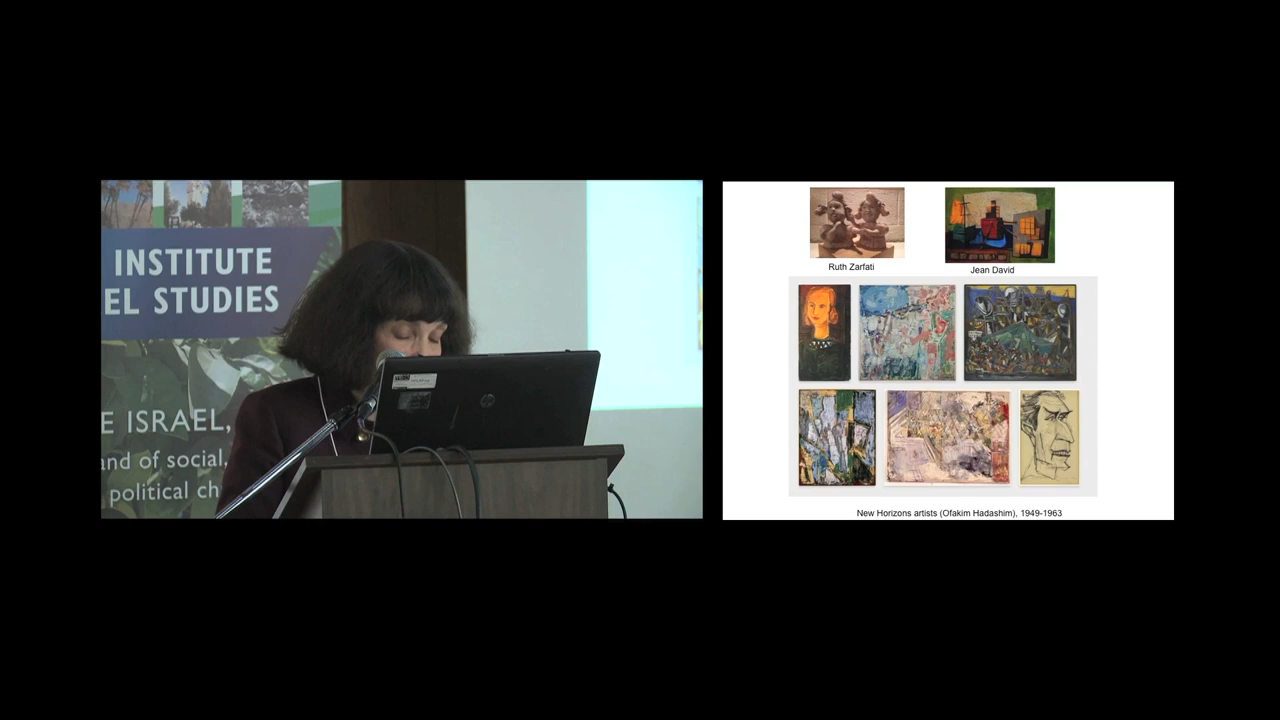 INSTITUTE
EL STUDIES
E ISRAEL,
and of social,
political ch
Ruth Zarfati
Jean David
New Horizons artists (Ofakim Hadashim), 1949-1963